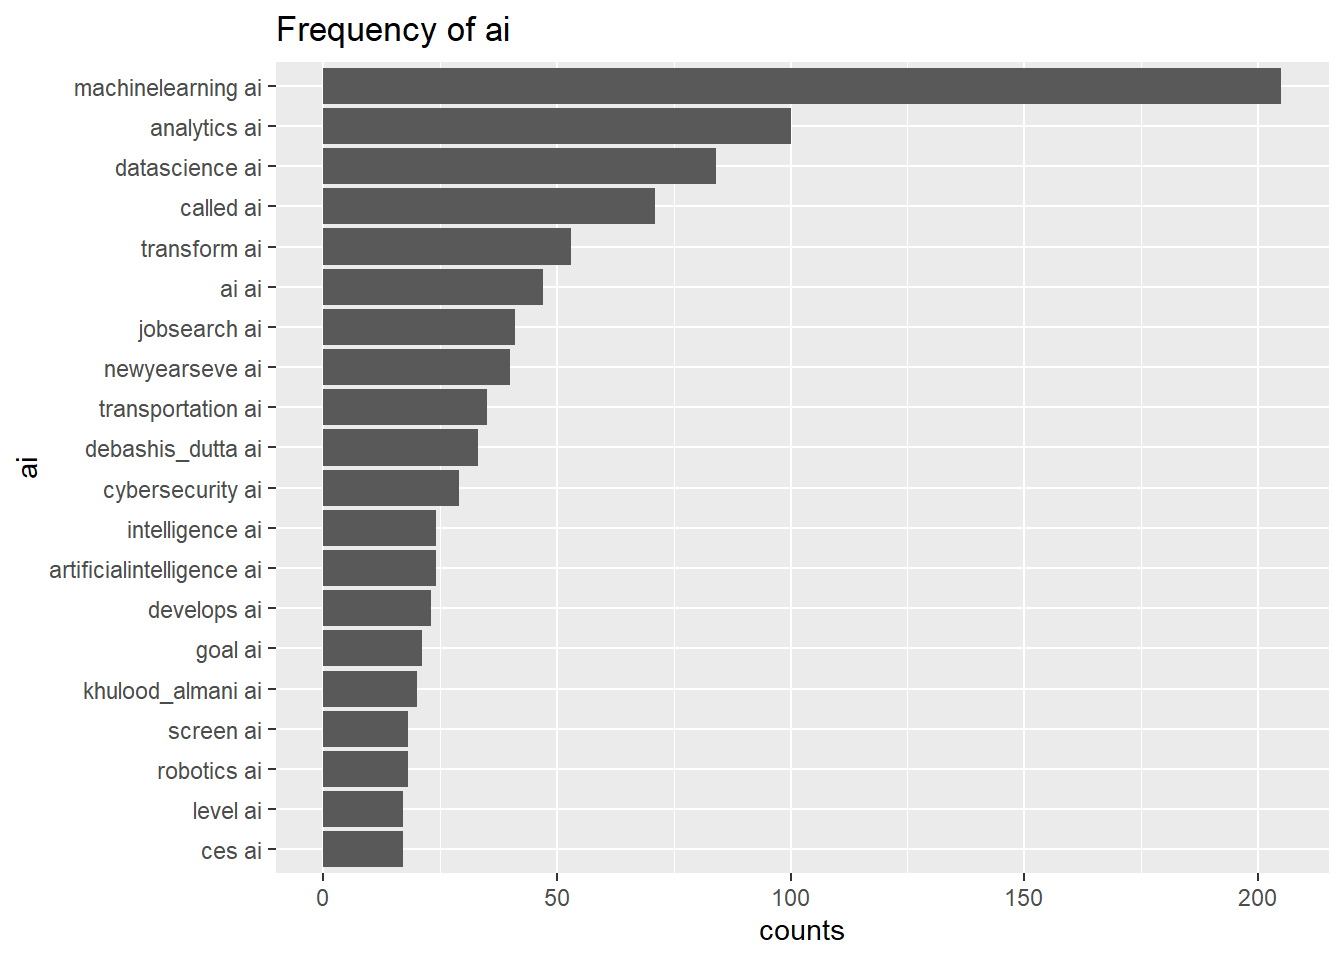 Frequency of ai
machinelearning ai
analytics ai
datascience ai
called ai
transform ai
ai ai
jobsearch ai
newyearseve ai
transportation ai
debashis_dutta ai
cybersecurity ai
intelligence ai
artificialintelligence ai
develops ai
goal ai
khulood_almani ai
screen ai
robotics ai
level ai
ces ai
ai
0 50 100 150 200
counts